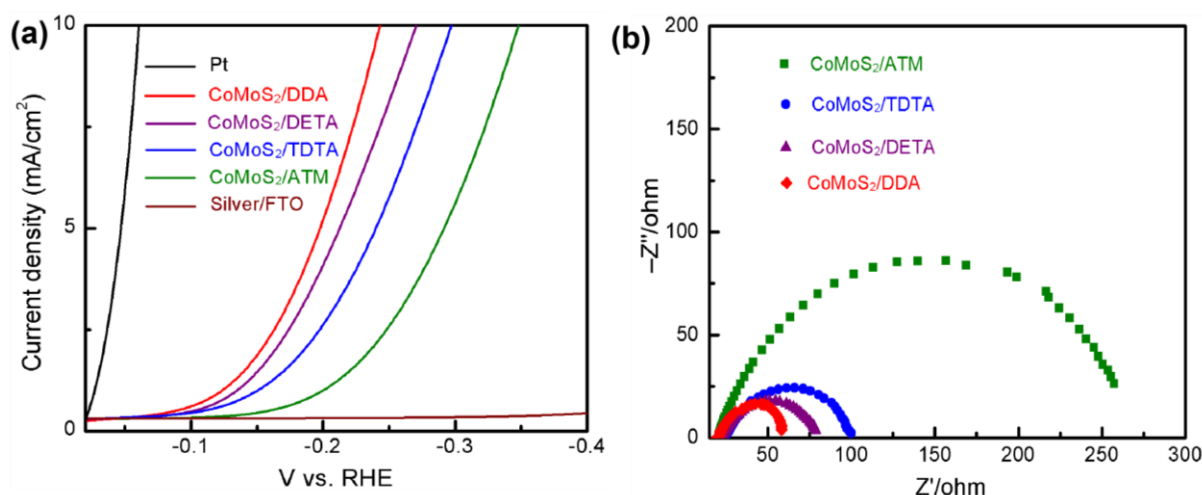 (a)
10
5
0
Current density (mA/cm²)
Pt
CoMoS₂/DDA
CoMoS₂/DETA
CoMoS₂/TDTA
CoMoS₂/ATM
Silver/FTO
-0.1
-0.2
-0.3
-0.4
V vs. RHE
(b)
200
150
100
50
0
–Z"/ohm
CoMoS₂/ATM
CoMoS₂/TDTA
CoMoS₂/DETA
CoMoS₂/DDA
50
100
150
200
250
300
Z'/ohm